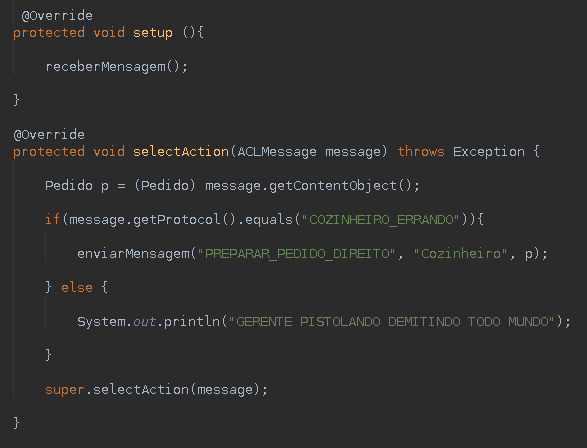 @Override
protected void setup (){
receberMensagem();
}
@Override
protected void selectAction(ACLMessage message) throws Exception {
Pedido p = (Pedido) message.getContentObject();
if(message.getProtocol().equals("COZINHEIRO_ERRANDO")){
enviarMensagem("PREPARAR_PEDIDO_DIREITO", "Cozinheiro", p);
} else {
System.out.println("GERENTE PISTOLANDO DEMITINDO TODO MUNDO");
}
super.selectAction(message);
}